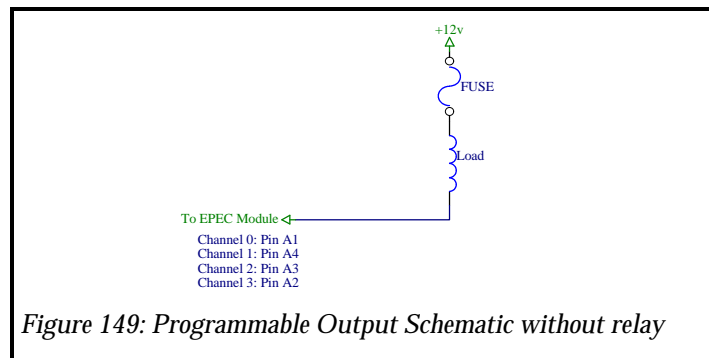 +12v
FUSE
Load
To EPEC Module
Channel 0: Pin A1
Channel 1: Pin A4
Channel 2: Pin A3
Channel 3: Pin A2
Figure 149: Programmable Output Schematic without relay